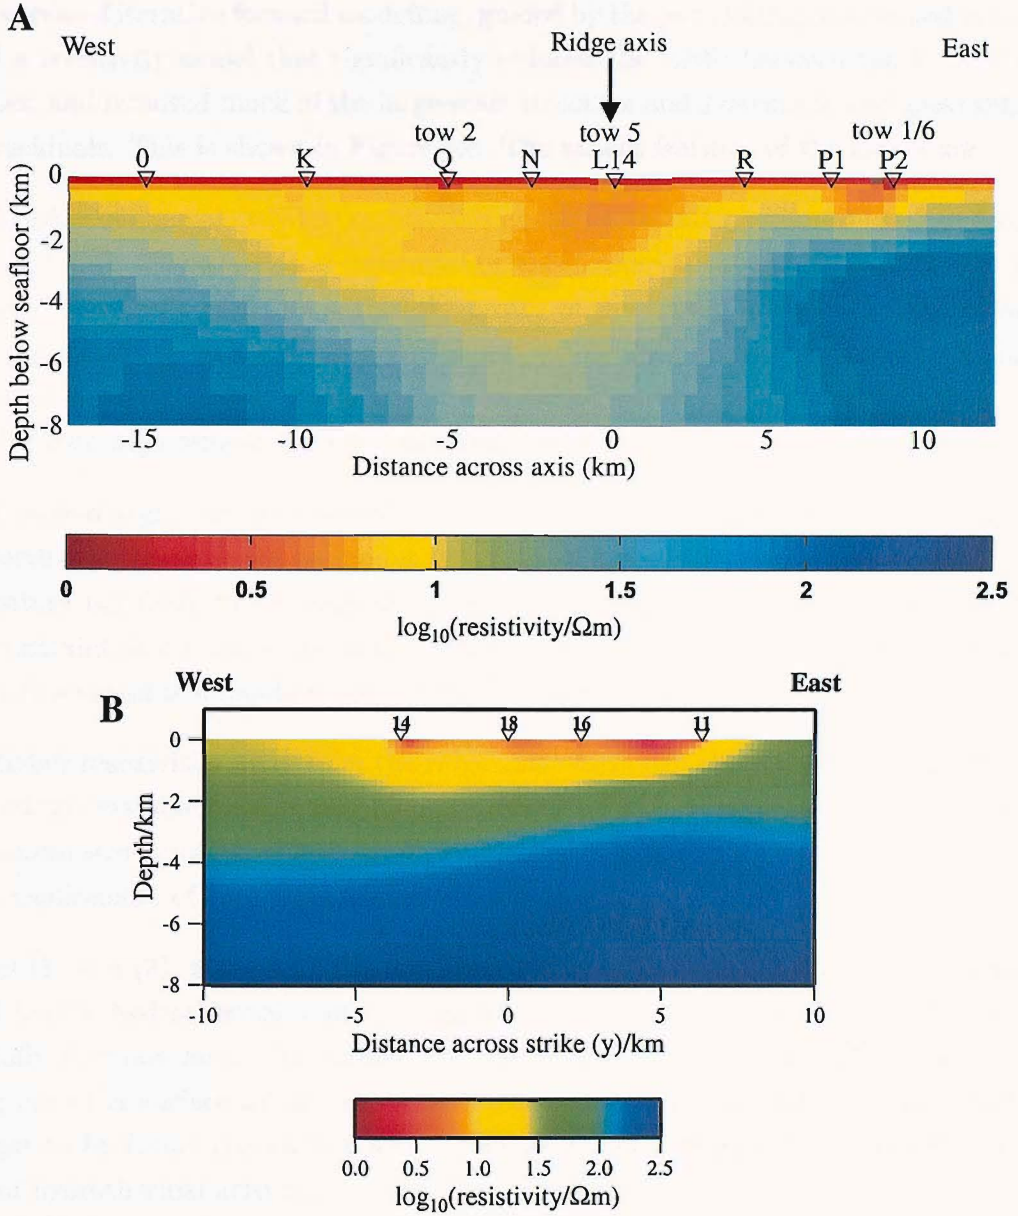 A
West
Ridge axis
East
tow 2
tow 5
tow 1/6
0
K
Q
N
L14
R
P1
P2
Depth below seafloor (km)
0
-2
-4
-6
-8
-15
-10
-5
0
5
10
Distance across axis (km)
0
0.5
1
1.5
2
2.5
log10(resistivity/Ωm)
West
East
B
14
18
16
11
Depth/km
0
-2
-4
-6
-8
-10
-5
0
5
10
Distance across strike (y)/km
0.0
0.5
1.0
1.5
2.0
2.5
log10(resistivity/Ωm)